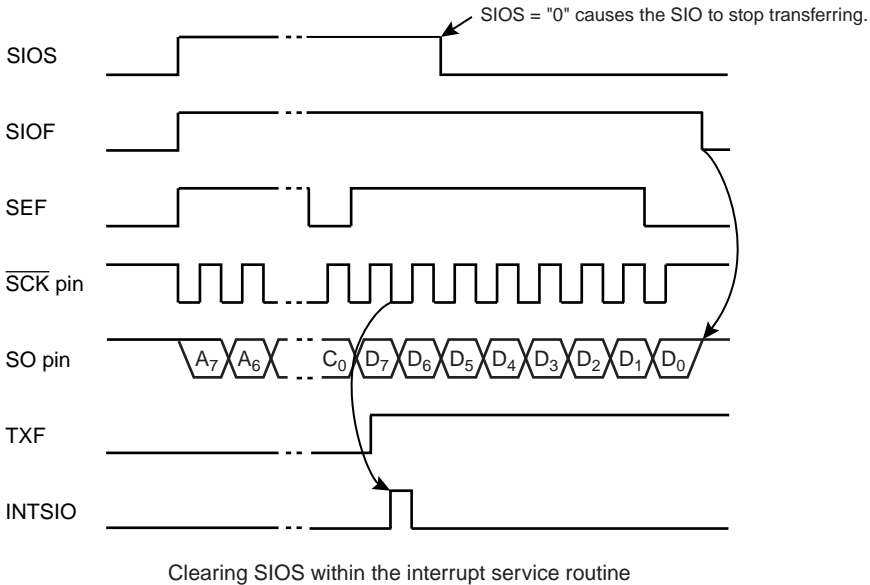 SIOS = "0" causes the SIO to stop transferring.
SIOS
SIOF
SEF
SCK pin
SO pin
A7 A6 C0 D7 D6 D5 D4 D3 D2 D1 D0
TXF
INTSIO
Clearing SIOS within the interrupt service routine